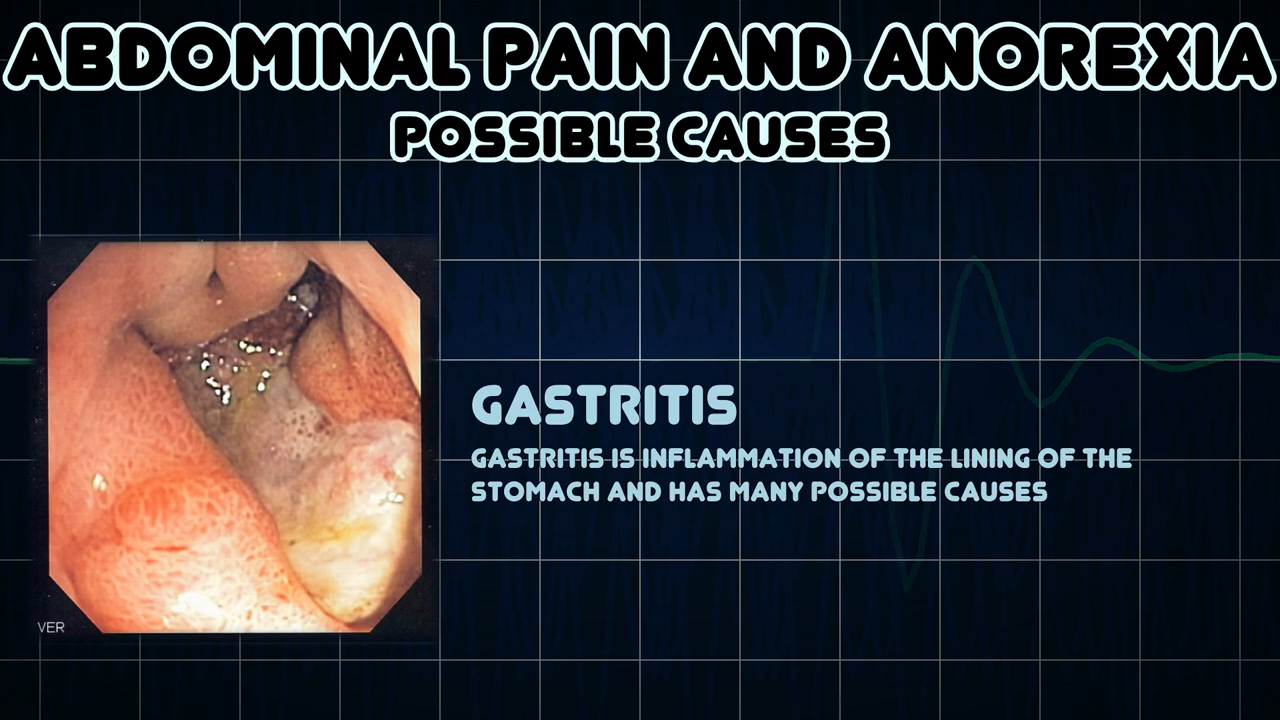 ABDOMINAL PAIN AND ANOREXIA
POSSIBLE CAUSES
GASTRITIS
GASTRITIS IS INFLAMMATION OF THE LINING OF THE
STOMACH AND HAS MANY POSSIBLE CAUSES
VER